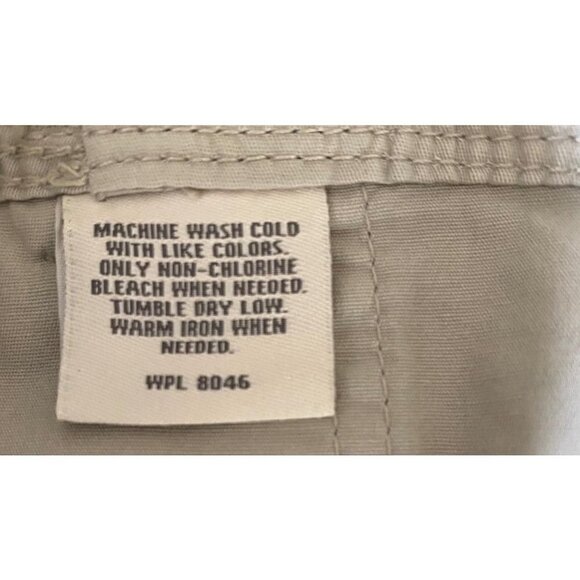 MACHINE WASH COLD
WITH LIKE COLORS.
ONLY NON-CHLORINE
BLEACH WHEN NEEDED.
TUMBLE DRY LOW.
WARM IRON WHEN
NEEDED.
WPL 8046